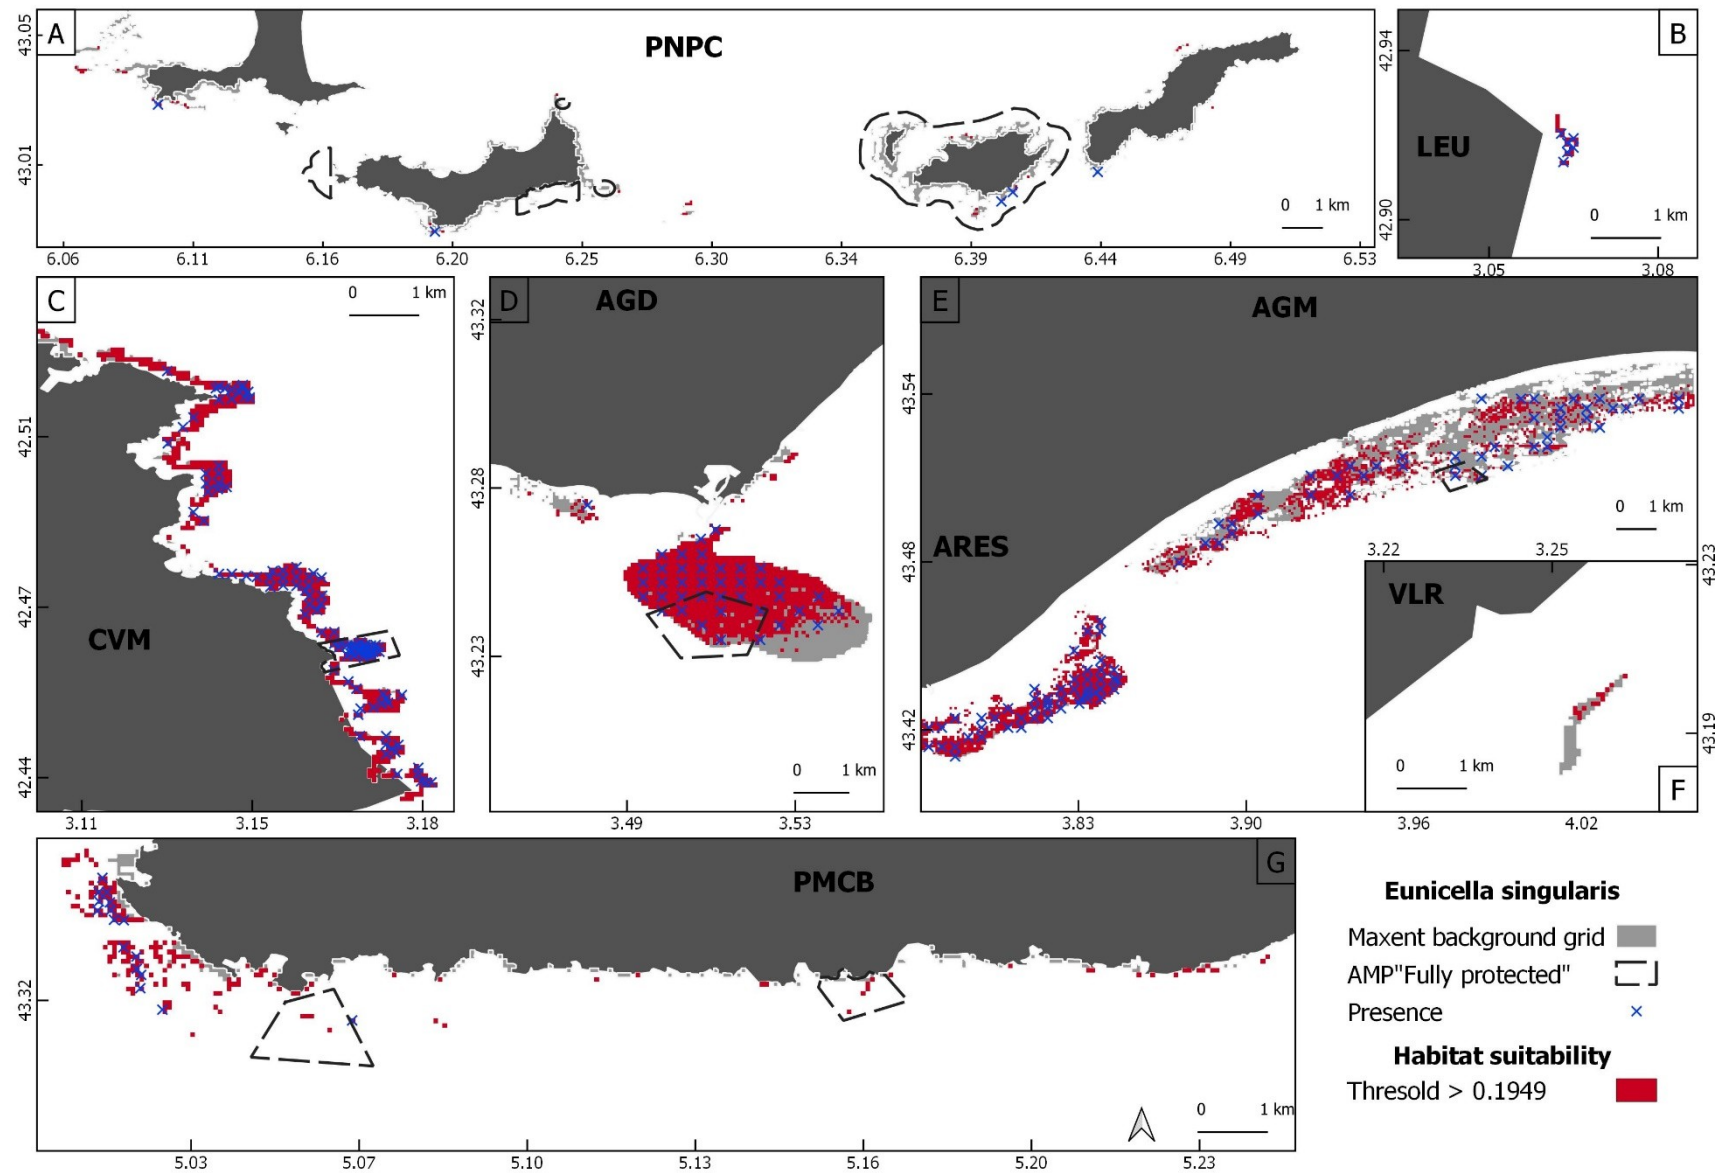 A
PNPC
43.05
43.01
0 1 km
6.06 6.11 6.16 6.20 6.25 6.30 6.34 6.39 6.44 6.49 6.53
B
LEU
42.94
42.90
0 1 km
3.05 3.08
C
0 1 km
42.51
42.47
CVM
42.44
3.11 3.15 3.18
D
AGD
43.32
43.28
43.23
0 1 km
3.49 3.53
E
AGM
43.54
ARES
43.48
43.42
0 1 km
3.83 3.90
3.22 3.25
VLR
43.23
43.19
0 1 km
F
3.96 4.02
G
PMCB
43.32
0 1 km
5.03 5.07 5.10 5.13 5.16 5.20 5.23
Eunicella singularis
Maxent background grid
AMP"Fully protected"
Presence
Habitat suitability
Thresold > 0.1949